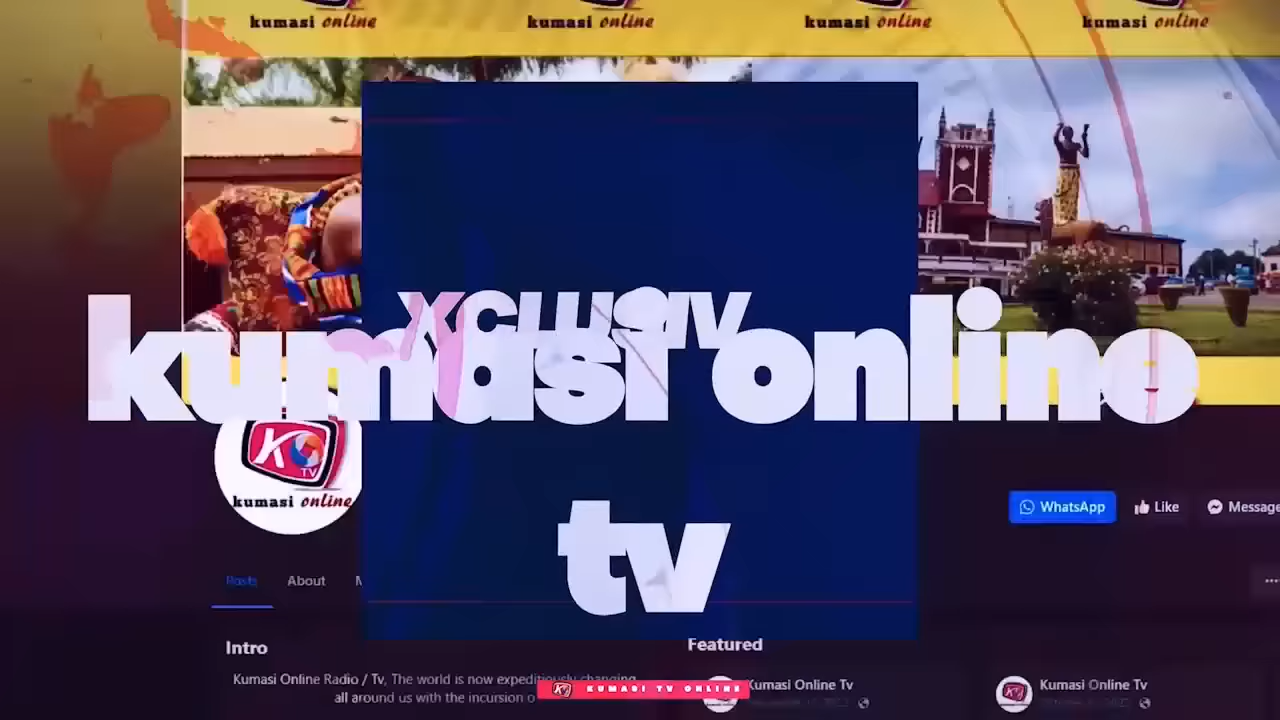 kumasi online
kumasi online
kumasi online
kumasi online
XCLUSIV
kumasi online
tv
K
TV
kumasi online
WhatsApp
Like
Message
Posts
About
Intro
Featured
Kumasi Online Radio / Tv, The world is now expeditiously changing
all around us with the incursion o
KUMASI TV ONLINE
Kumasi Online Tv
Kumasi Online Tv